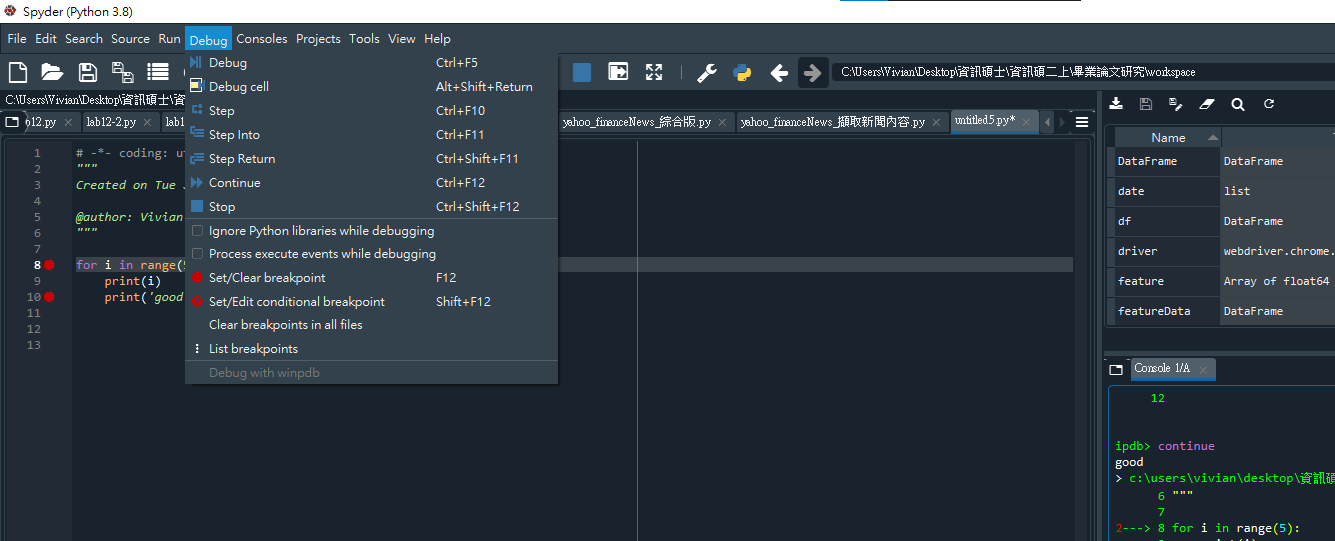 Spyder (Python 3.8)
File Edit Search Source Run Debug Consoles Projects Tools View Help
Debug Ctrl+F5
Debug cell Alt+Shift+Return
Step Ctrl+F10
Step Into Ctrl+F11
Step Return Ctrl+Shift+F11
Continue Ctrl+F12
Stop Ctrl+Shift+F12
Ignore Python libraries while debugging
Process execute events while debugging
Set/Clear breakpoint F12
Set/Edit conditional breakpoint Shift+F12
Clear breakpoints in all files
List breakpoints
Debug with winpdb
C:\Users\Vivian\Desktop\資訊碩士\資訊碩二上\畢業論文研究\workspace
C:\Users\Vivian\Desktop\資訊碩士\資
b12.py lab12-2.py lab1
yahoo_financeNews_綜合版.py yahoo_financeNews_擷取新聞內容.py untitled5.py*
1 # -*- coding: u
2 """
3 Created on Tue
4
5 @author: Vivian
6 """
7
8 for i in range(
9 print(i)
10 print('good
11
12
13
Name
DataFrame DataFrame
date list
df DataFrame
driver webdriver.chrome.
feature Array of float64
featureData DataFrame
Console 1/A
12
ipdb> continue
good
> c:\users\vivian\desktop\資訊碩
6 """
7
2---> 8 for i in range(5):